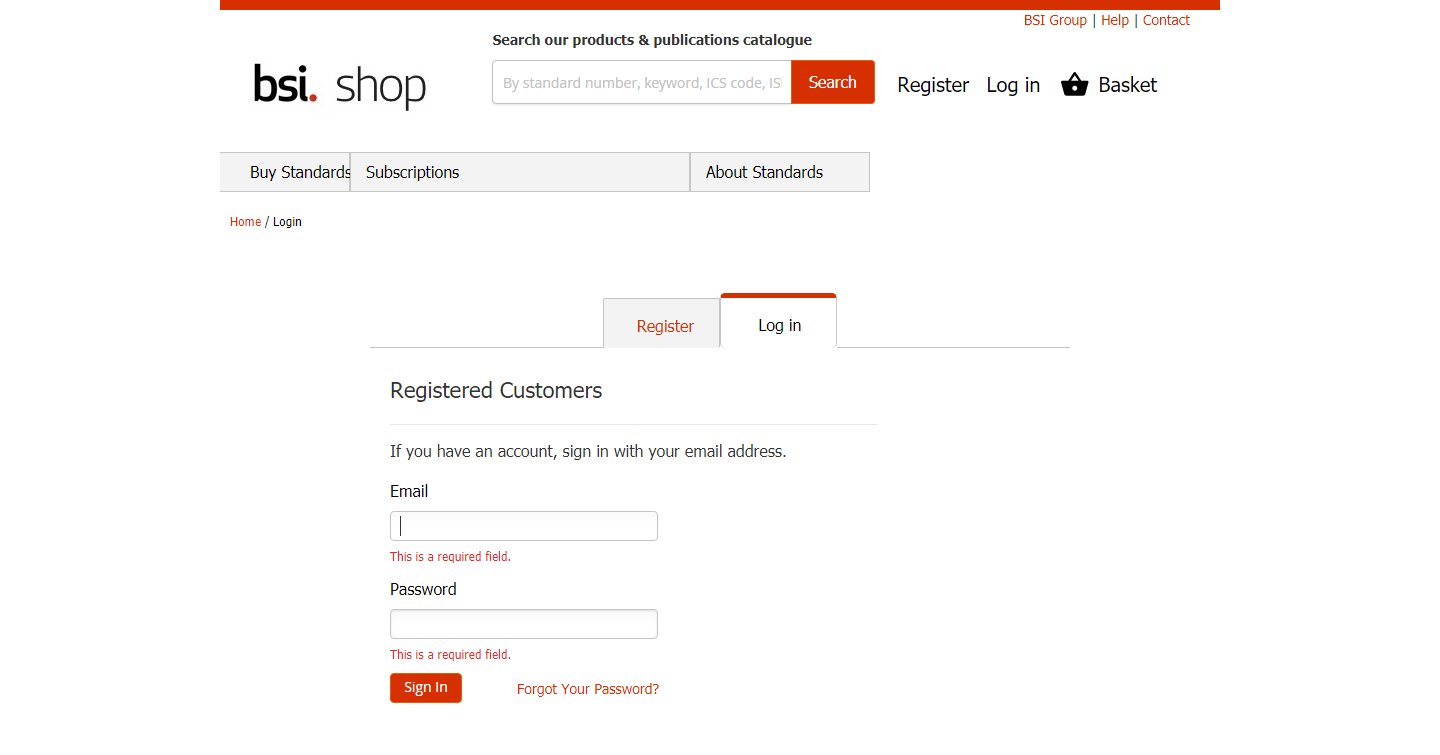 BSI Group | Help | Contact
Search our products & publications catalogue
bsi. shop
By standard number, keyword, ICS code, IS
Search
Register
Log in
Basket
Buy Standards
Subscriptions
About Standards
Home / Login
Register
Log in
Registered Customers
If you have an account, sign in with your email address.
Email
This is a required field.
Password
This is a required field.
Sign In
Forgot Your Password?